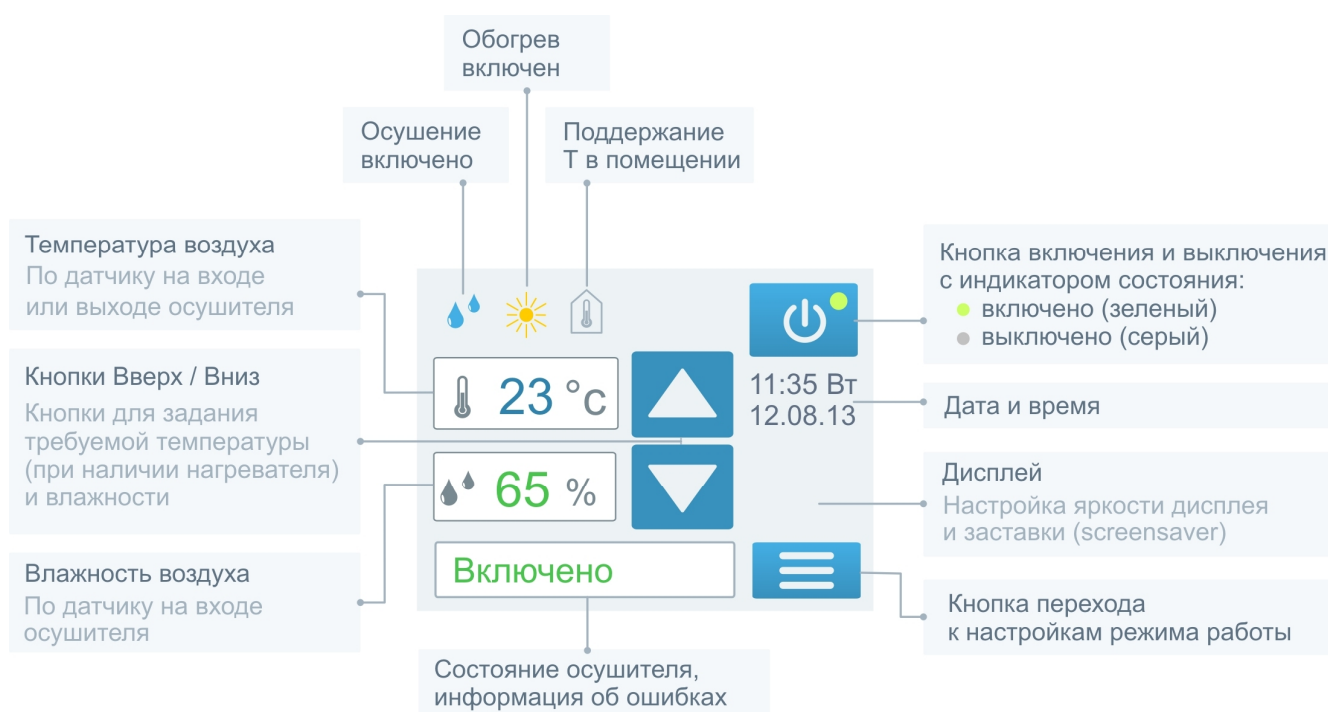 Обогрев
включен
Осушение
включено
Поддержание
Т в помещении
Температура воздуха
По датчику на входе
или выходе осушителя
Кнопки Вверх / Вниз
Кнопки для задания
требуемой температуры
(при наличии нагревателя)
и влажности
Влажность воздуха
По датчику на входе
осушителя
23 °c
65 %
Включено
11:35 Вт
12.08.13
Кнопка включения и выключения
с индикатором состояния:
включено (зеленый)
выключено (серый)
Дата и время
Дисплей
Настройка яркости дисплея
и заставки (screensaver)
Кнопка перехода
к настройкам режима работы
Состояние осушителя,
информация об ошибках